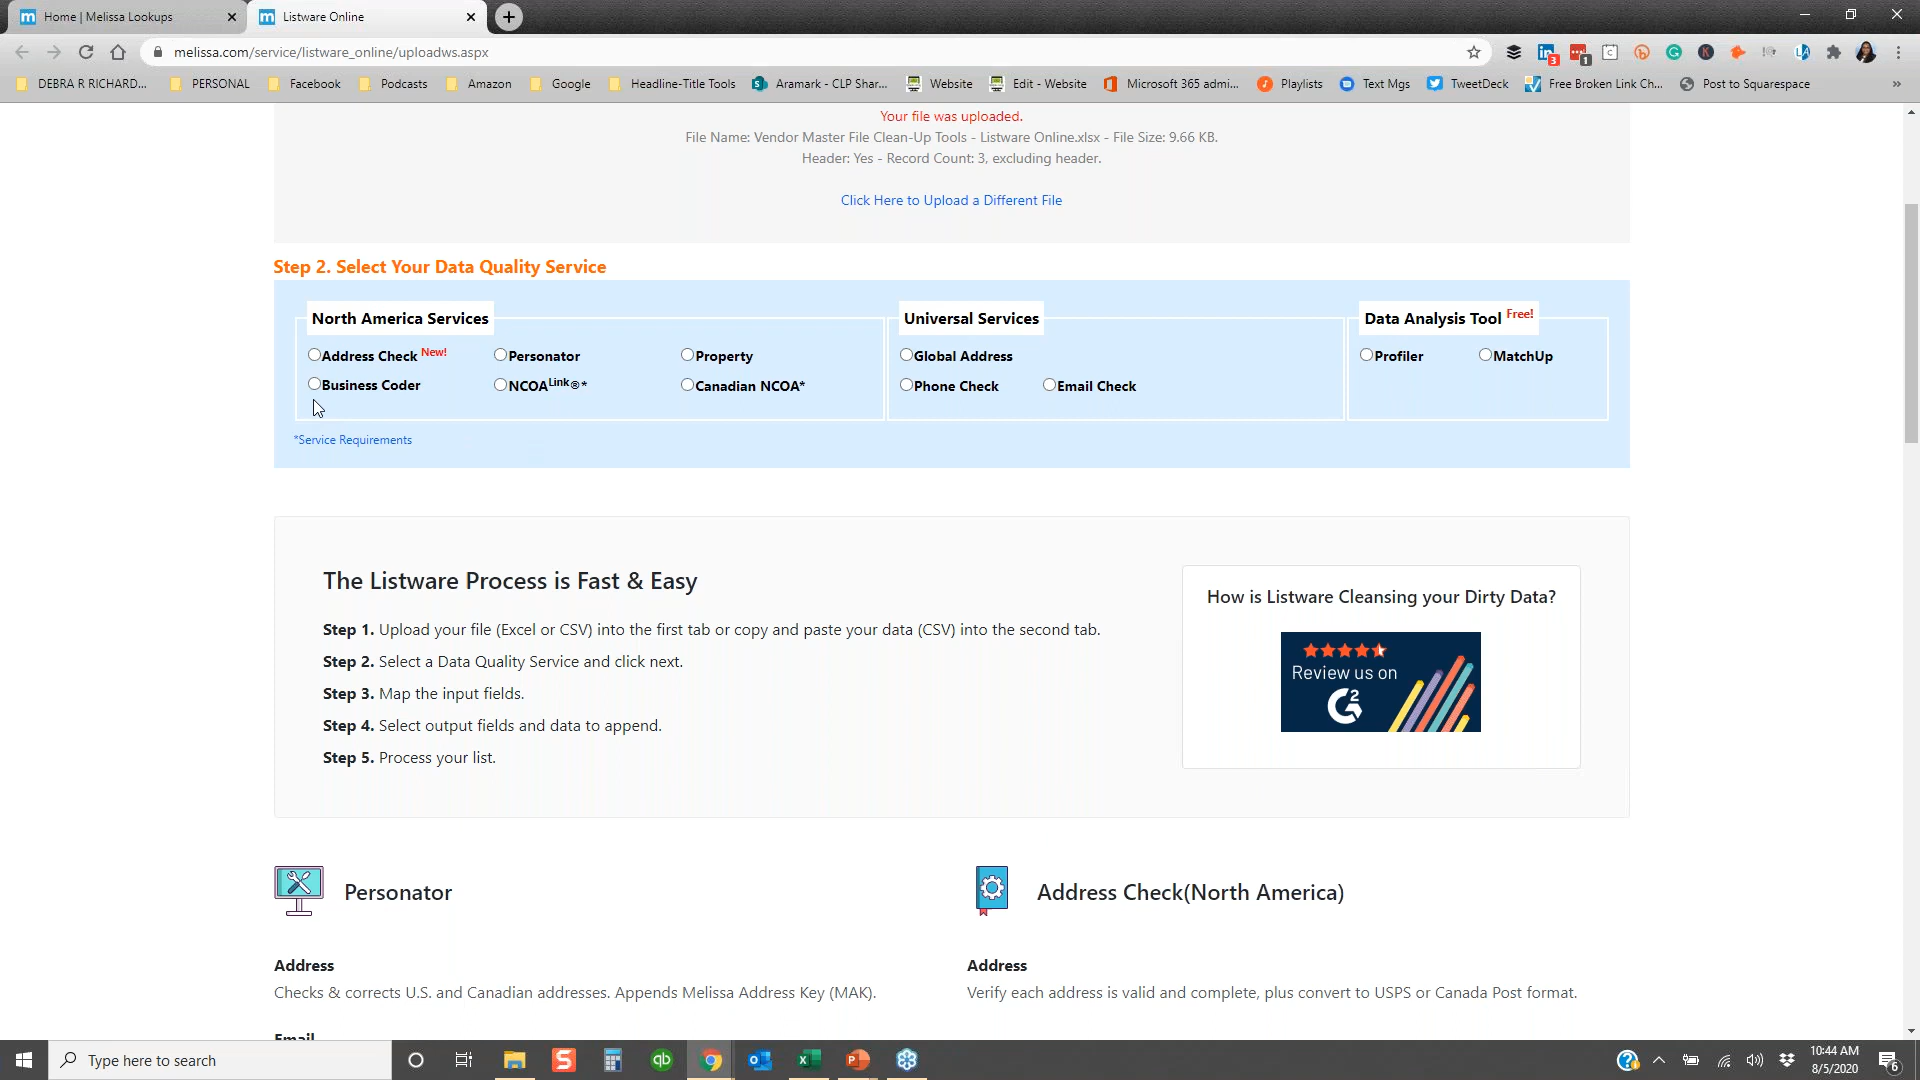 Home | Melissa Lookups
Listware Online
melissa.com/service/listware_online/uploadws.aspx
DEBRA R RICHARD... PERSONAL Facebook Podcasts Amazon Google Headline-Title Tools Aramark - CLP Shar... Website Edit - Website Microsoft 365 admi... Playlists Text Mgs TweetDeck Free Broken Link Ch... Post to Squarespace »
Your file was uploaded.
File Name: Vendor Master File Clean-Up Tools - Listware Online.xlsx - File Size: 9.66 KB.
Header: Yes - Record Count: 3, excluding header.
Click Here to Upload a Different File
Step 2. Select Your Data Quality Service
North America Services
Address Check New! Personator Property
Business Coder NCOALink®* Canadian NCOA*
Universal Services
Global Address
Phone Check Email Check
Data Analysis Tool Free!
Profiler MatchUp
*Service Requirements
The Listware Process is Fast & Easy
Step 1. Upload your file (Excel or CSV) into the first tab or copy and paste your data (CSV) into the second tab.
Step 2. Select a Data Quality Service and click next.
Step 3. Map the input fields.
Step 4. Select output fields and data to append.
Step 5. Process your list.
How is Listware Cleansing your Dirty Data?
Review us on
G2
Personator
Address
Checks & corrects U.S. and Canadian addresses. Appends Melissa Address Key (MAK).
Email
Address Check(North America)
Address
Verify each address is valid and complete, plus convert to USPS or Canada Post format.
Type here to search
10:44 AM
8/5/2020
6